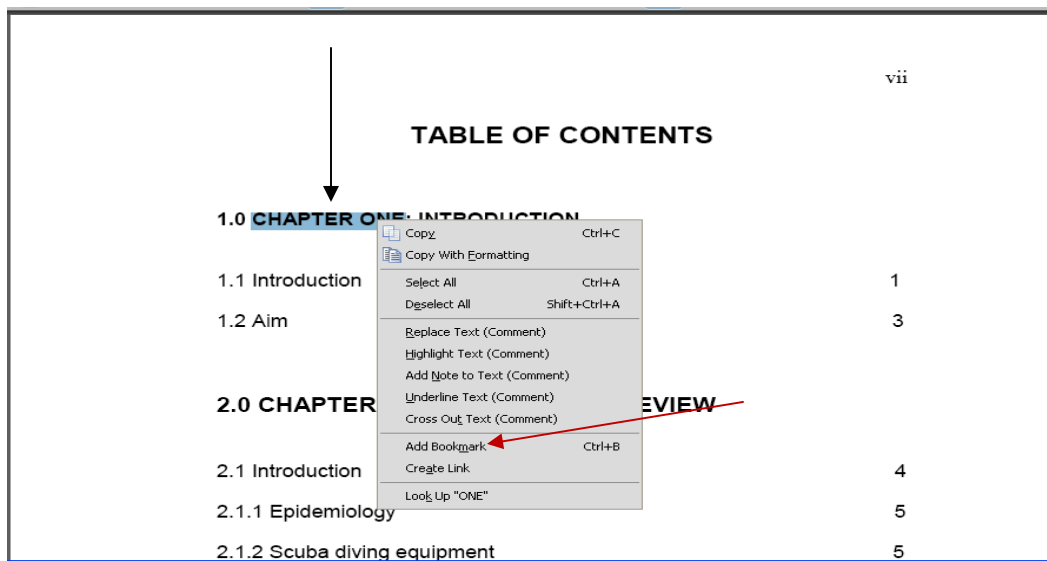 vii
TABLE OF CONTENTS
1.0 CHAPTER ONE: INTRODUCTION
Copy Ctrl+C
Copy With Formatting
1.1 Introduction Select All Ctrl+A 1
Deselect All Shift+Ctrl+A
1.2 Aim 3
Replace Text (Comment)
Highlight Text (Comment)
Add Note to Text (Comment)
Underline Text (Comment)
2.0 CHAPTER EVIEW
Cross Out Text (Comment)
Add Bookmark Ctrl+B
2.1 Introduction Create Link 4
Look Up "ONE"
2.1.1 Epidemiology 5
2.1.2 Scuba diving equipment 5